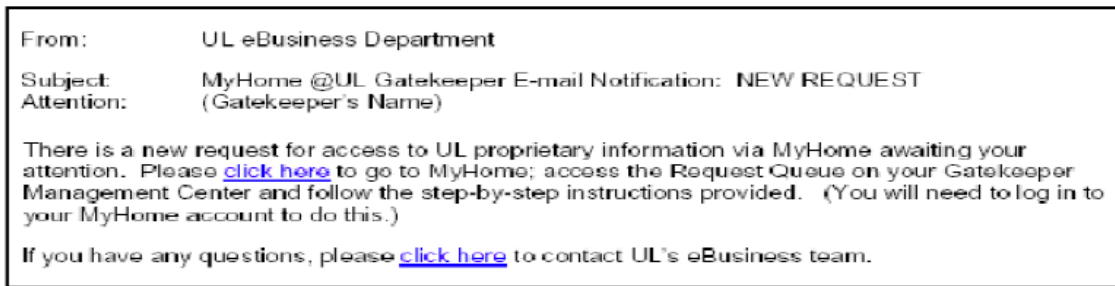 From: UL eBusiness Department
Subject: MyHome @UL Gatekeeper E-mail Notification: NEW REQUEST
Attention: (Gatekeeper's Name)
There is a new request for access to UL proprietary information via MyHome awaiting your
attention. Please click here to go to MyHome; access the Request Queue on your Gatekeeper
Management Center and follow the step-by-step instructions provided. (You will need to log in to
your MyHome account to do this.)
If you have any questions, please click here to contact UL's eBusiness team.